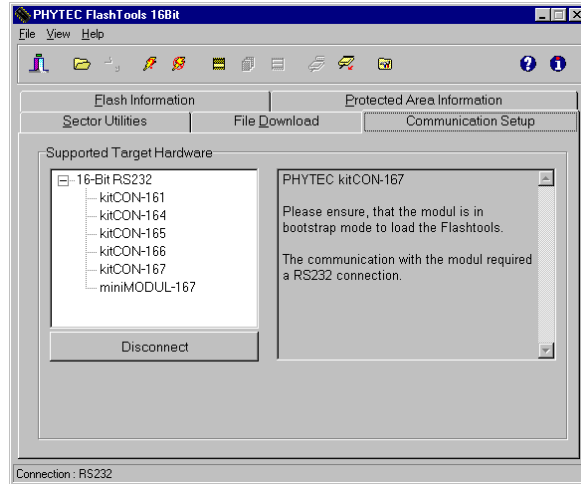 PHYTEC FlashTools 16Bit
File View Help
Flash Information
Protected Area Information
Sector Utilities
File Download
Communication Setup
Supported Target Hardware
16-Bit RS232
kitCON-161
kitCON-164
kitCON-165
kitCON-166
kitCON-167
miniMODUL-167
Disconnect
PHYTEC kitCON-167
Please ensure, that the modul is in
bootstrap mode to load the Flashtools.
The communication with the modul required
a RS232 connection.
Connection : RS232